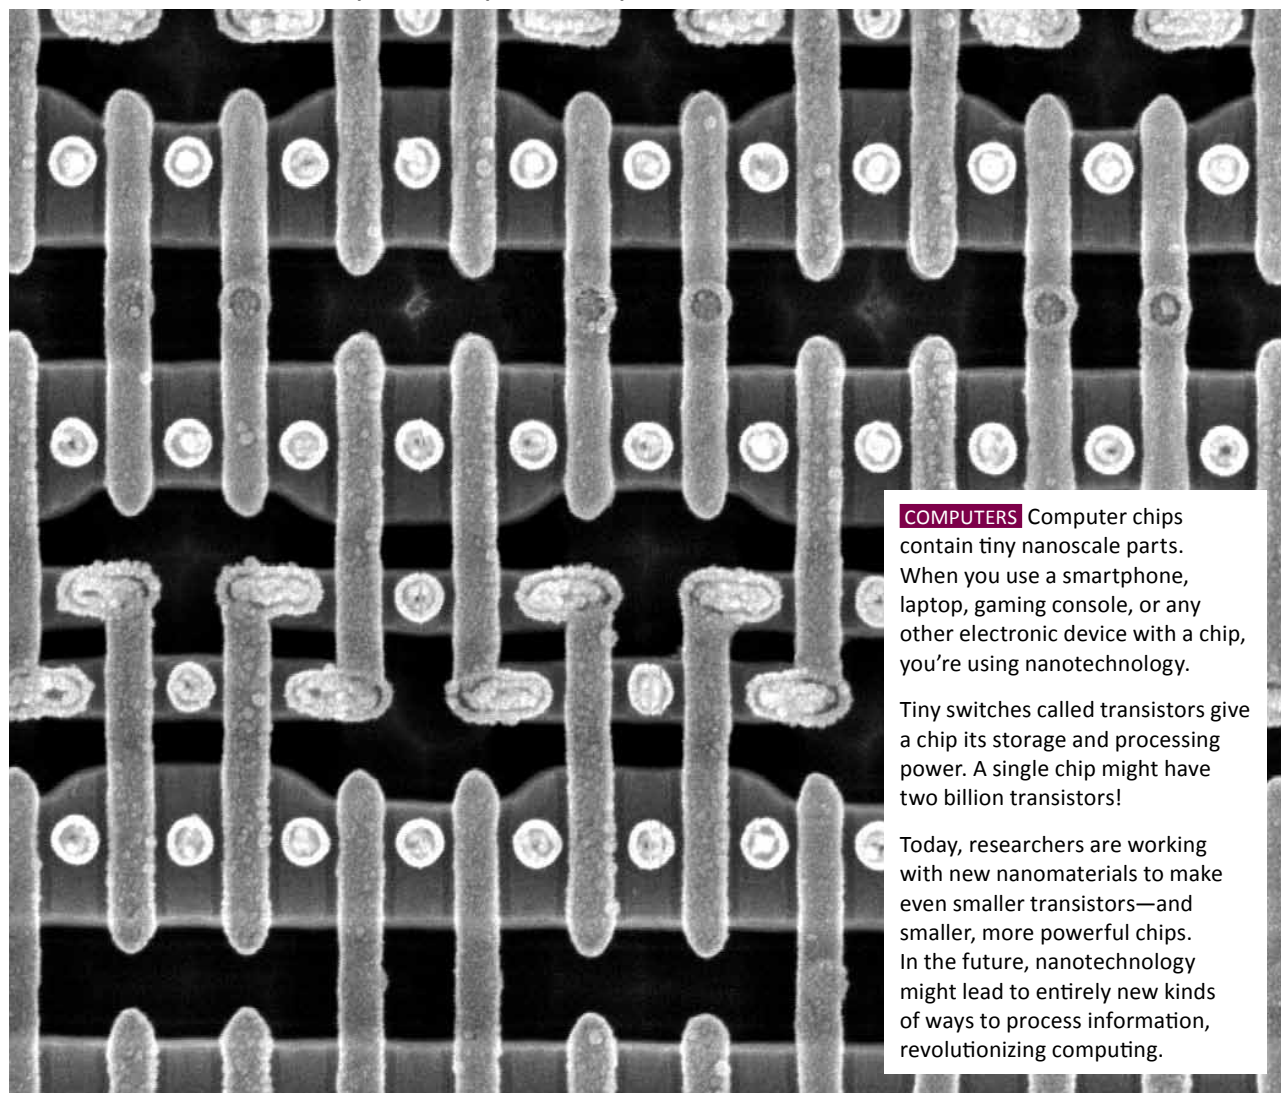 COMPUTERS Computer chips
contain tiny nanoscale parts.
When you use a smartphone,
laptop, gaming console, or any
other electronic device with a chip,
you’re using nanotechnology.
Tiny switches called transistors give
a chip its storage and processing
power. A single chip might have
two billion transistors!
Today, researchers are working
with new nanomaterials to make
even smaller transistors—and
smaller, more powerful chips.
In the future, nanotechnology
might lead to entirely new kinds
of ways to process information,
revolutionizing computing.